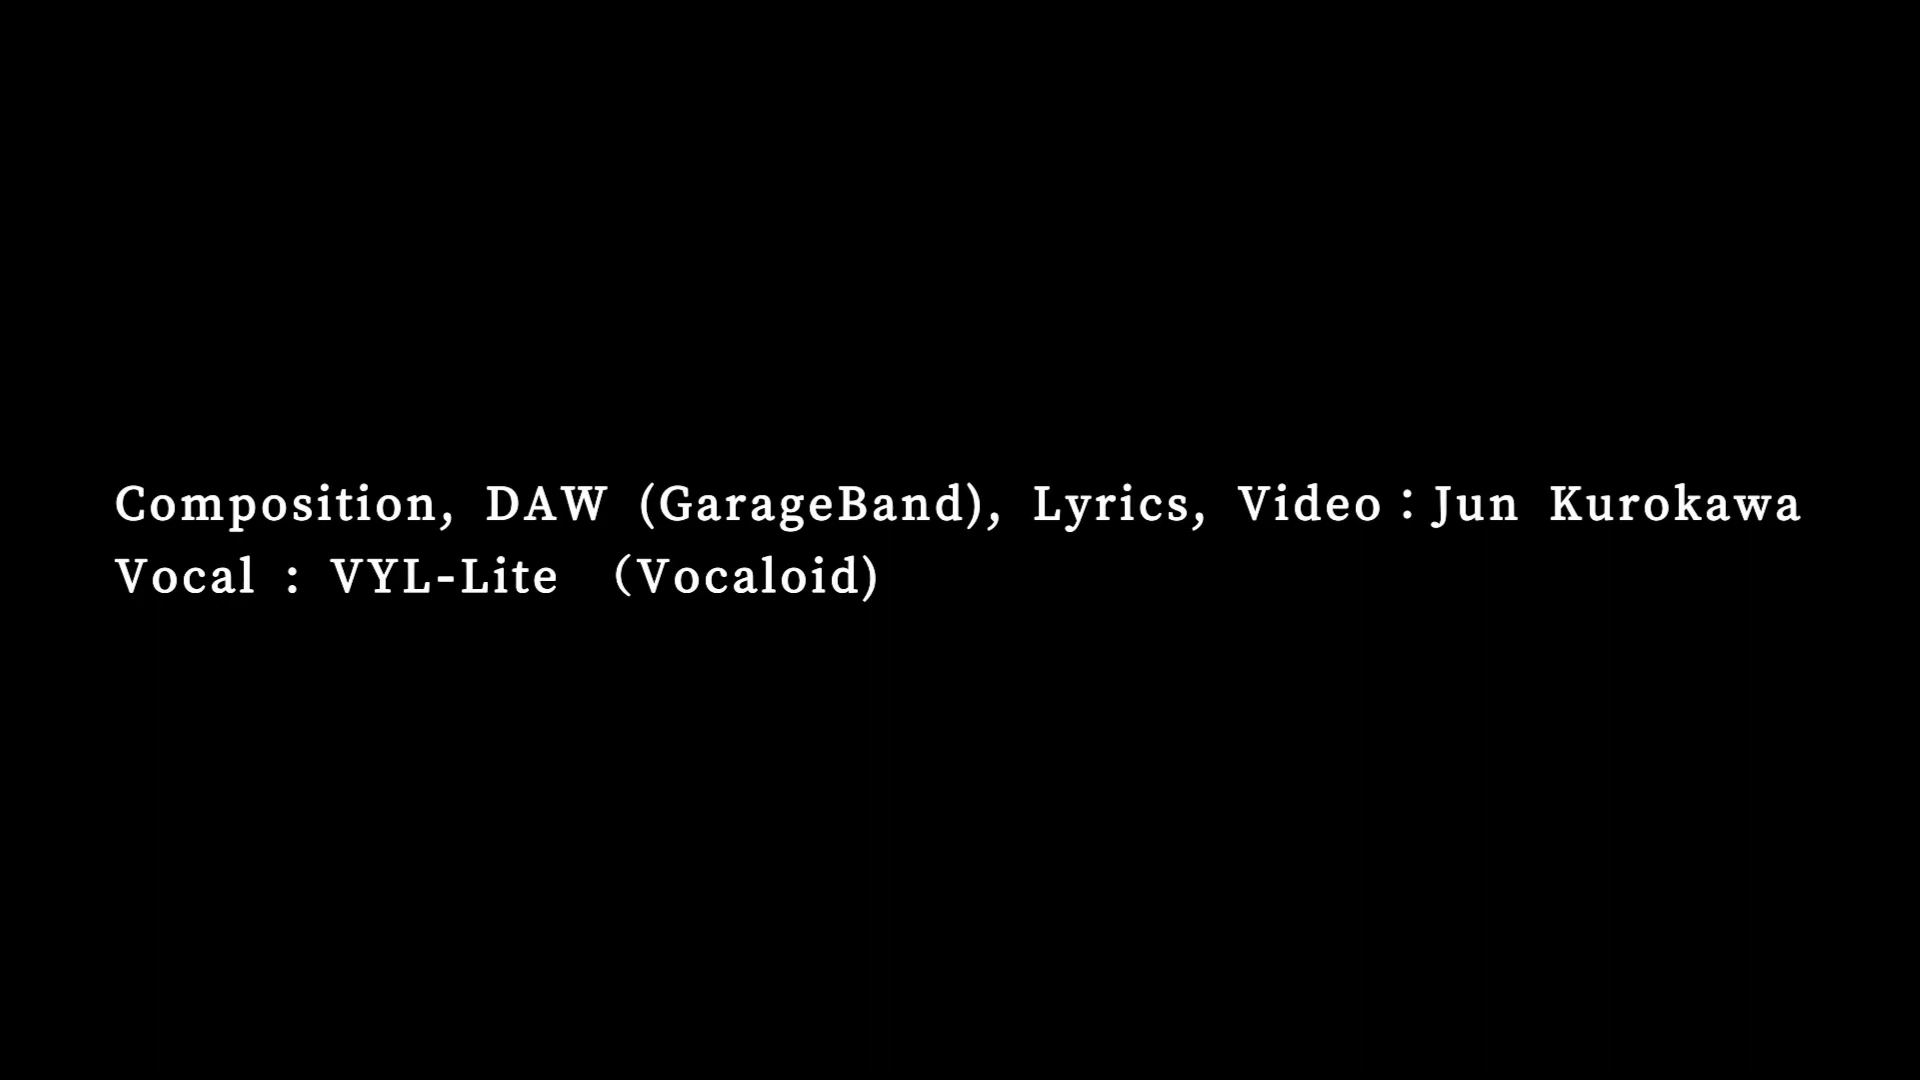 Composition, DAW (GarageBand), Lyrics, Video：Jun Kurokawa
Vocal : VYL-Lite （Vocaloid)